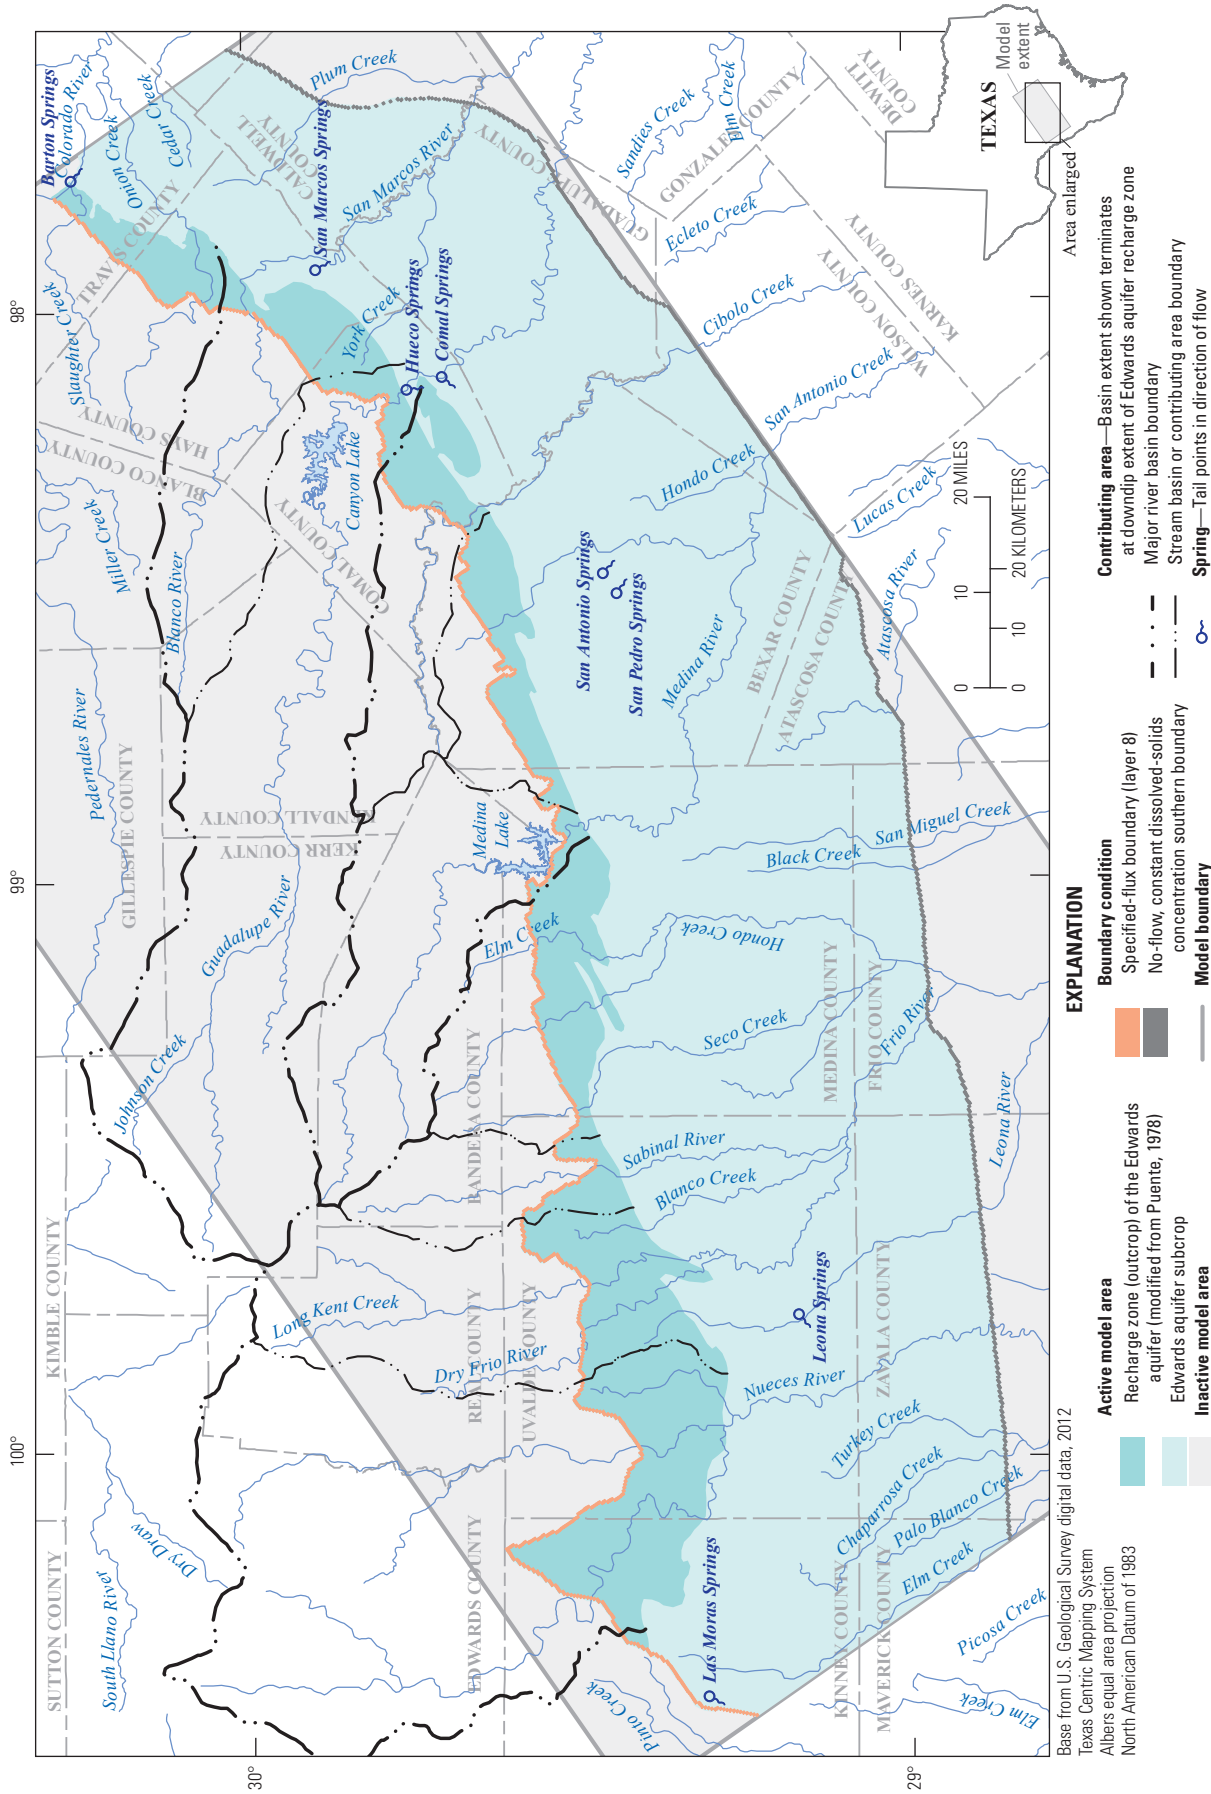 100°
99°
98°
30°
29°
SUTTON COUNTY
KIMBLE COUNTY
GILLESPIE COUNTY
BLANCO COUNTY
HAYS COUNTY
TRAVIS COUNTY
CALDWELL COUNTY
EDWARDS COUNTY
REAL COUNTY
KERR COUNTY
KENDALL COUNTY
BANDERA COUNTY
COMAL COUNTY
GUADALUPE COUNTY
GONZALES COUNTY
DEWITT COUNTY
UVALDE COUNTY
MEDINA COUNTY
BEXAR COUNTY
WILSON COUNTY
KARNES COUNTY
KINNEY COUNTY
MAVERICK COUNTY
ZAVALA COUNTY
FRIO COUNTY
ATASCOSA COUNTY
South Llano River
Dry Draw
Johnson Creek
Pedernales River
Miller Creek
Slaughter Creek
Barton Springs
Colorado River
Onion Creek
Cedar Creek
Plum Creek
Guadalupe River
Blanco River
Canyon Lake
York Creek
San Marcos Springs
San Marcos River
Hueco Springs
Comal Springs
Sandies Creek
Elm Creek
Ecleto Creek
Cibolo Creek
San Antonio Creek
Long Kent Creek
Dry Frio River
Elm Creek
Medina Lake
San Antonio Springs
San Pedro Springs
Hondo Creek
Lucas Creek
Medina River
Atascosa River
Pinto Creek
Las Moras Springs
Nueces River
Leona Springs
Sabinal River
Blanco Creek
Seco Creek
Hondo Creek
Black Creek
San Miguel Creek
Frio River
Leona River
Turkey Creek
Chaparrosa Creek
Palo Blanco Creek
Elm Creek
Picosa Creek
Elm Creek
0 10 20 MILES
0 10 20 KILOMETERS
TEXAS
Model
extent
Area enlarged
Base from U.S. Geological Survey digital data, 2012
Texas Centric Mapping System
Albers equal area projection
North American Datum of 1983
EXPLANATION
Active model area
Recharge zone (outcrop) of the Edwards
aquifer (modified from Puente, 1978)
Edwards aquifer subcrop
Inactive model area
Boundary condition
Specified-flux boundary (layer 8)
No-flow, constant dissolved-solids
concentration southern boundary
Model boundary
Contributing area—Basin extent shown terminates
at downdip extent of Edwards aquifer recharge zone
Major river basin boundary
Stream basin or contributing area boundary
Spring—Tail points in direction of flow